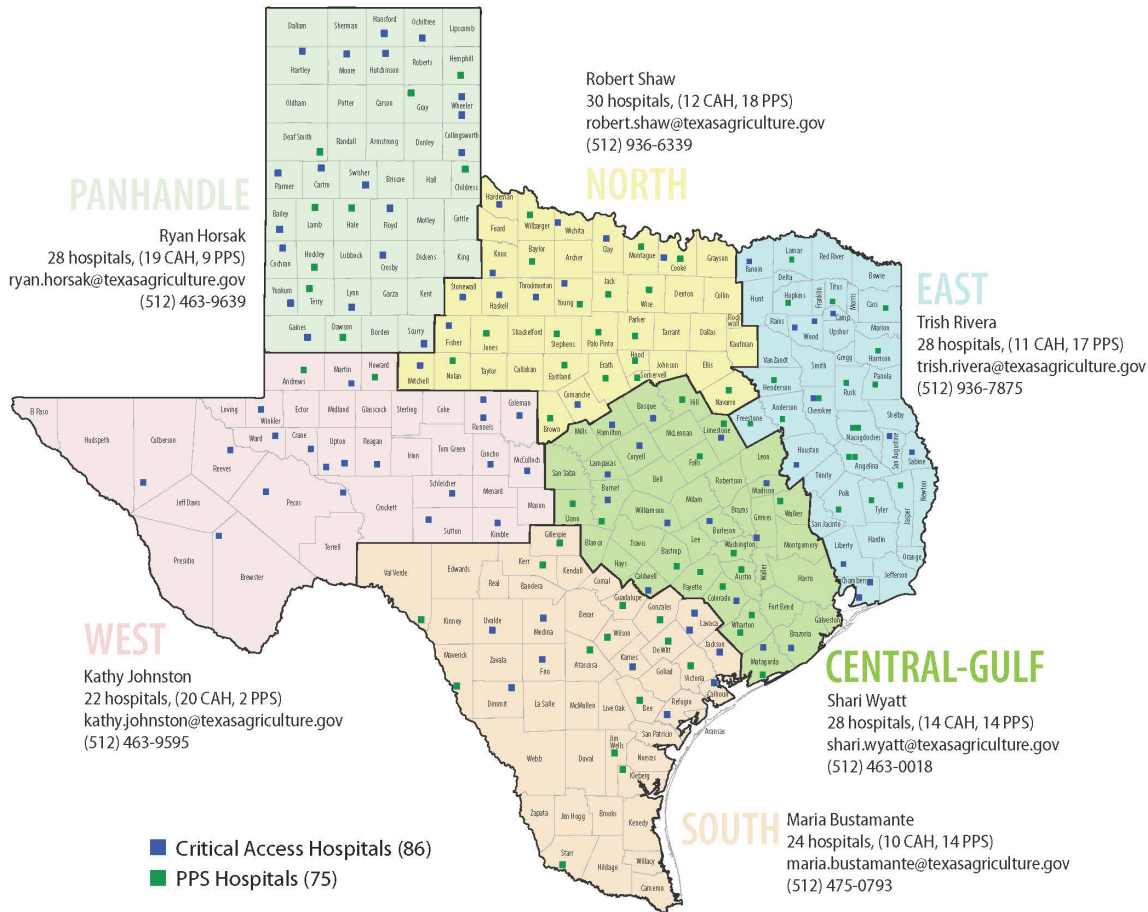 Dallam Sherman Hansford Ochiltree Lipscomb
Hartley Moore Hutchinson Roberts Hemphill
Oldham Potter Carson Gray Wheeler
Deaf Smith Randall Armstrong Donley Collingsworth
Parmer Castro Swisher Briscoe Hall Childress
Bailey Lamb Hale Floyd Motley Cottle
Cochran Hockley Lubbock Crosby Dickens King
Yoakum Terry Lynn Garza Kent
Gaines Dawson Borden Scurry
PANHANDLE
Ryan Horsak
28 hospitals, (19 CAH, 9 PPS)
ryan.horsak@texasagriculture.gov
(512) 463-9639
Robert Shaw
30 hospitals, (12 CAH, 18 PPS)
robert.shaw@texasagriculture.gov
(512) 936-6339
NORTH
Hardeman
Foard Wilbarger Wichita
Knox Baylor Archer Clay Montague Cooke Grayson
Stonewall Haskell Throckmorton Young Jack Wise Denton Collin
Rock wall
Fisher Jones Shackelford Stephens Palo Pinto Parker Tarrant Dallas Kaufman
Mitchell Nolan Taylor Callahan Eastland Erath Hood Somervell Johnson Ellis
Brown Comanche Navarro
EAST
Trish Rivera
28 hospitals, (11 CAH, 17 PPS)
trish.rivera@texasagriculture.gov
(512) 936-7875
Fannin Lamar Red River Bowie
Hunt Delta Hopkins Franklin Titus Morris Cass
Rains Wood Camp Upshur Marion
Van Zandt Smith Gregg Harrison
Henderson Rusk Panola
Freestone Anderson Cherokee Nacogdoches Shelby
Houston Angelina San Augustine Sabine
Trinity Polk Tyler Jasper Newton
San Jacinto Liberty Hardin Orange
Chambers Jefferson
WEST
Kathy Johnston
22 hospitals, (20 CAH, 2 PPS)
kathy.johnston@texasagriculture.gov
(512) 463-9595
Andrews Martin Howard
El Paso Hudspeth Culberson Loving Winkler Ector Midland Glasscock Sterling Coke Runnels Coleman
Reeves Ward Crane Upton Reagan Irion Tom Green Concho McCulloch
Jeff Davis Pecos Crockett Schleicher Menard Mason
Presidio Brewster Terrell Sutton Kimble
CENTRAL-GULF
Shari Wyatt
28 hospitals, (14 CAH, 14 PPS)
shari.wyatt@texasagriculture.gov
(512) 463-0018
Mills Hamilton Bosque Hill McLennan Limestone
San Saba Lamparas Coryell Falls Leon
Llano Burnet Bell Robertson Madison
Blanco Williamson Milam Brazos Grimes Walker
Travis Lee Burleson Washington Montgomery
Hays Bastrop Austin Waller Harris
Caldwell Fayette Colorado Fort Bend Galveston
Wharton Brazoria
Matagorda
SOUTH
Maria Bustamante
24 hospitals, (10 CAH, 14 PPS)
maria.bustamante@texasagriculture.gov
(512) 475-0793
Val Verde Edwards Real Kerr Gillespie Kendall
Kinney Uvalde Bandera Medina Bexar Comal Guadalupe Gonzales Lavaca
Maverick Zavala Frio Atascosa Wilson Karnes DeWitt Jackson
Dimmit La Salle McMullen Live Oak Bee Goliad Victoria Calhoun
Refugio Aransas
Webb Duval Jim Wells San Patricio Nueces
Kleberg
Zapata Jim Hogg Brooks Kenedy
Starr Hildago Willacy
Camemn
Critical Access Hospitals (86)
PPS Hospitals (75)